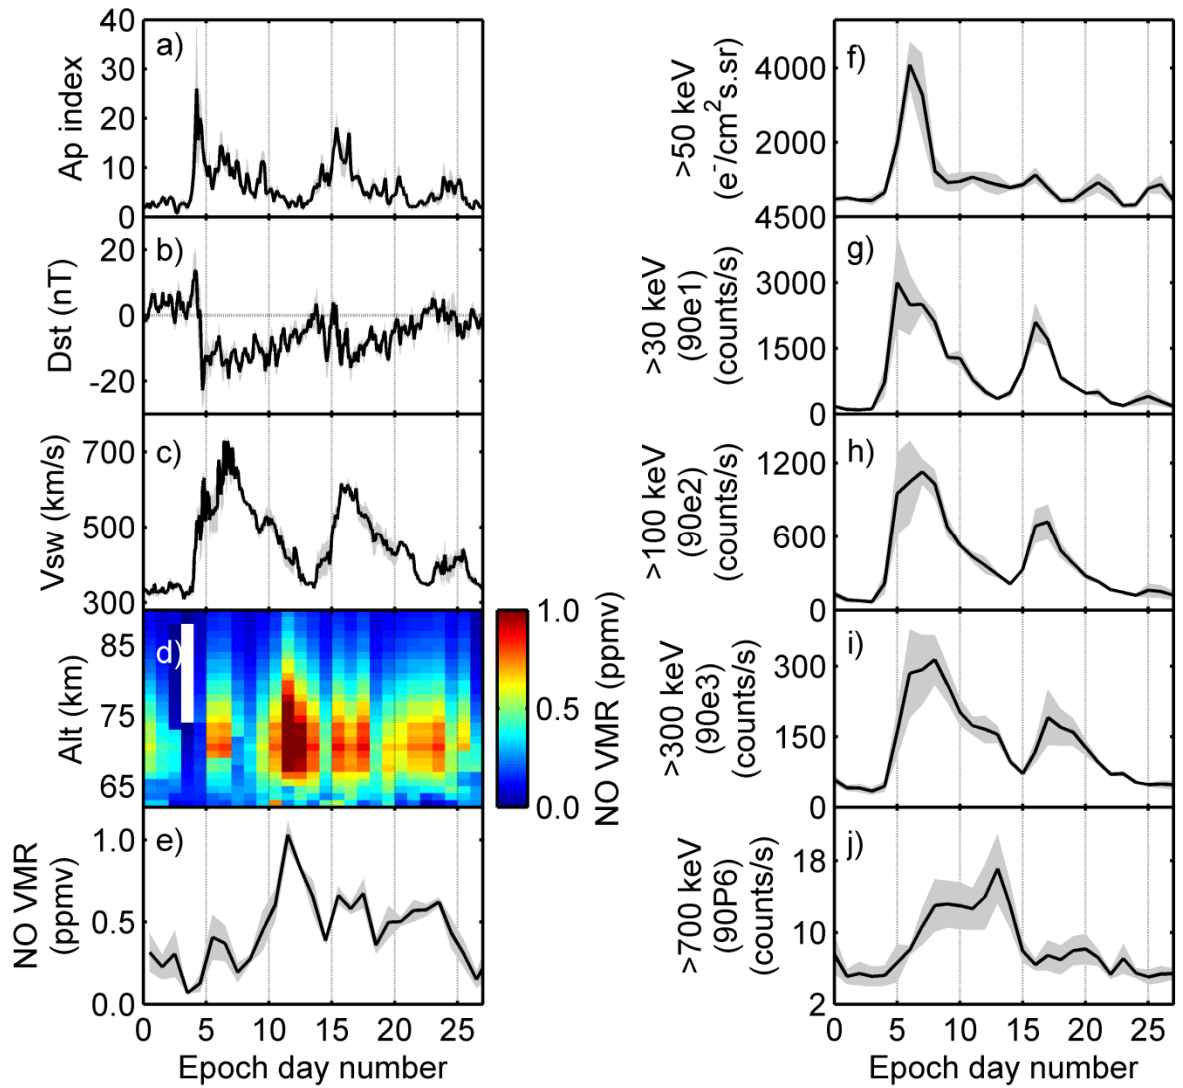 a)
Ap index
40
30
20
10
0
b)
Dst (nT)
20
0
-20
c)
Vsw (km/s)
700
500
300
d)
Alt (km)
85
75
65
1.0
0.5
0.0
NO VMR (ppmv)
e)
NO VMR
(ppmv)
1.0
0.5
0.0
0 5 10 15 20 25
Epoch day number
f)
>50 keV
(e⁻/cm²s.sr)
4000
2000
4500
g)
>30 keV
(90e1)
(counts/s)
3000
1500
0
h)
>100 keV
(90e2)
(counts/s)
1200
600
0
i)
>300 keV
(90e3)
(counts/s)
300
150
0
j)
>700 keV
(90P6)
(counts/s)
18
10
2
0 5 10 15 20 25
Epoch day number